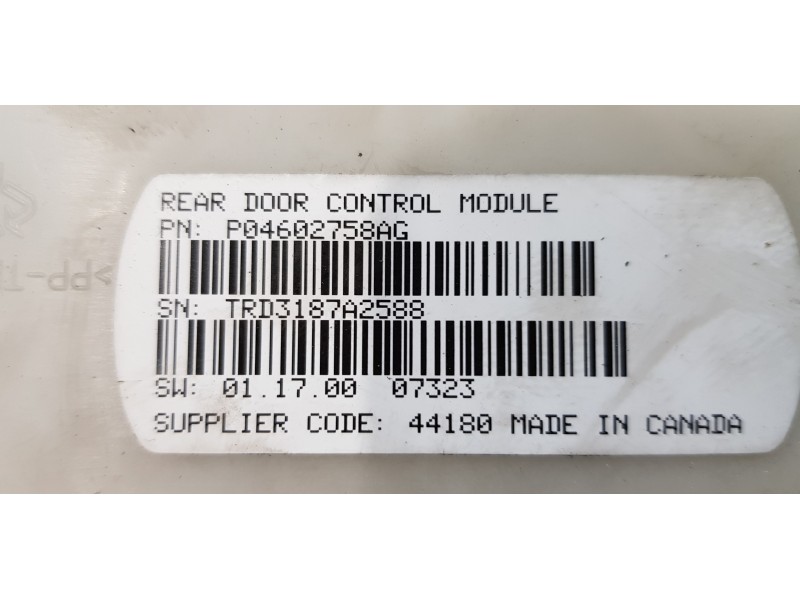 REAR DOOR CONTROL MODULE
PN: P04602758AG
SN: TRD3187A2588
SW: 01.17.00 07323
SUPPLIER CODE: 44180 MADE IN CANADA